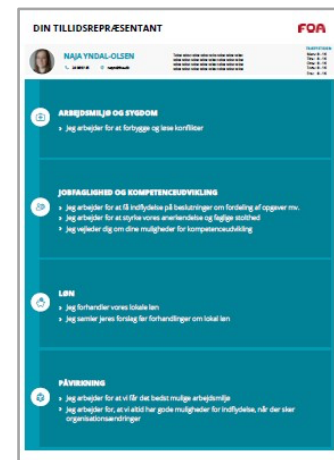 DIN TILLIDSREPRÆSENTANT
FOA
NAJA YNDAL-OLSEN
ARBEJDSMILJØ OG SYGDOM
› Jeg arbejder for at forbygge og løse konflikter
JOBFAGLIGHED OG KOMPETENCEUDVIKLING
› Jeg arbejder for at få indflydelse på beslutninger om fordeling af opgaver mv.
› Jeg arbejder for at styrke vores anerkendelse og faglige stolthed
› Jeg vejleder dig om dine muligheder for kompetenceudvikling
LØN
› Jeg forhandler vores lokale løn
› Jeg samler jeres forslag før forhandlinger om lokal løn
PÅVIRKNING
› Jeg arbejder for at vi får det bedst mulige arbejdsmiljø
› Jeg arbejder for, at vi altid har gode muligheder for indflydelse, når der sker
organisationsændringer